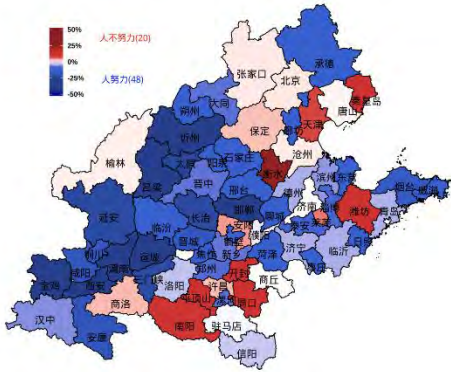 50%
25%
0%
-25%
-50%
人不努力(20)
人努力(48)
承德
张家口
北京
秦皇岛
大同
朔州
唐山
天津
廊坊
保定
忻州
沧州
榆林
太原
阳泉
石家庄
衡水
吕梁
晋中
邢台
德州
滨州
东营
烟台
威海
济南
淄博
潍坊
青岛
莱芜
延安
临汾
长治
邯郸
聊城
泰安
安阳
濮阳
鹤壁
日照
晋城
新乡
济宁
临沂
铜川
运城
焦作
菏泽
枣庄
宝鸡
咸阳
渭南
西安
三门峡
洛阳
郑州
开封
商丘
商洛
平顶山
许昌
漯河
周口
汉中
安康
南阳
驻马店
信阳